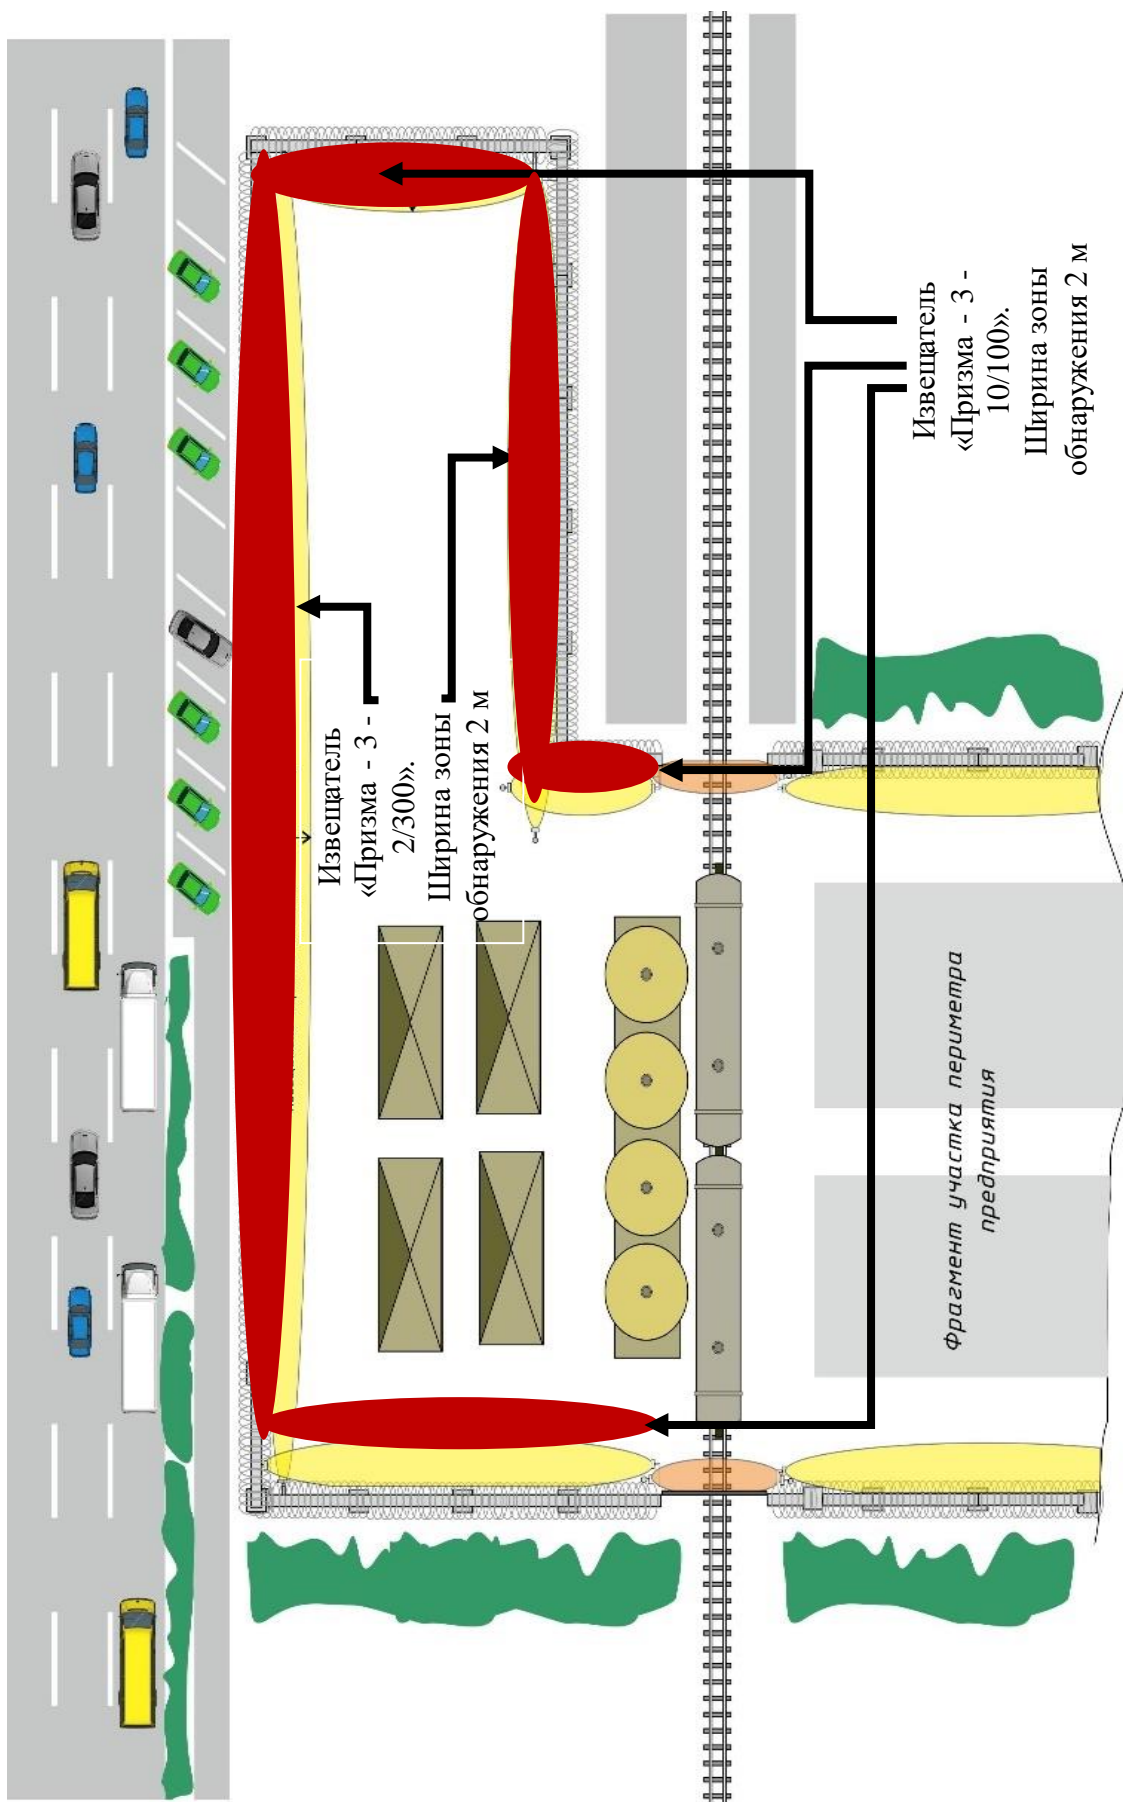 Извещатель
«Призма - 3 -
2/300».
Ширина зоны
обнаружения 2 м
Извещатель
«Призма - 3 -
10/100».
Ширина зоны
обнаружения 2 м
Фрагмент участка периметра
предприятия